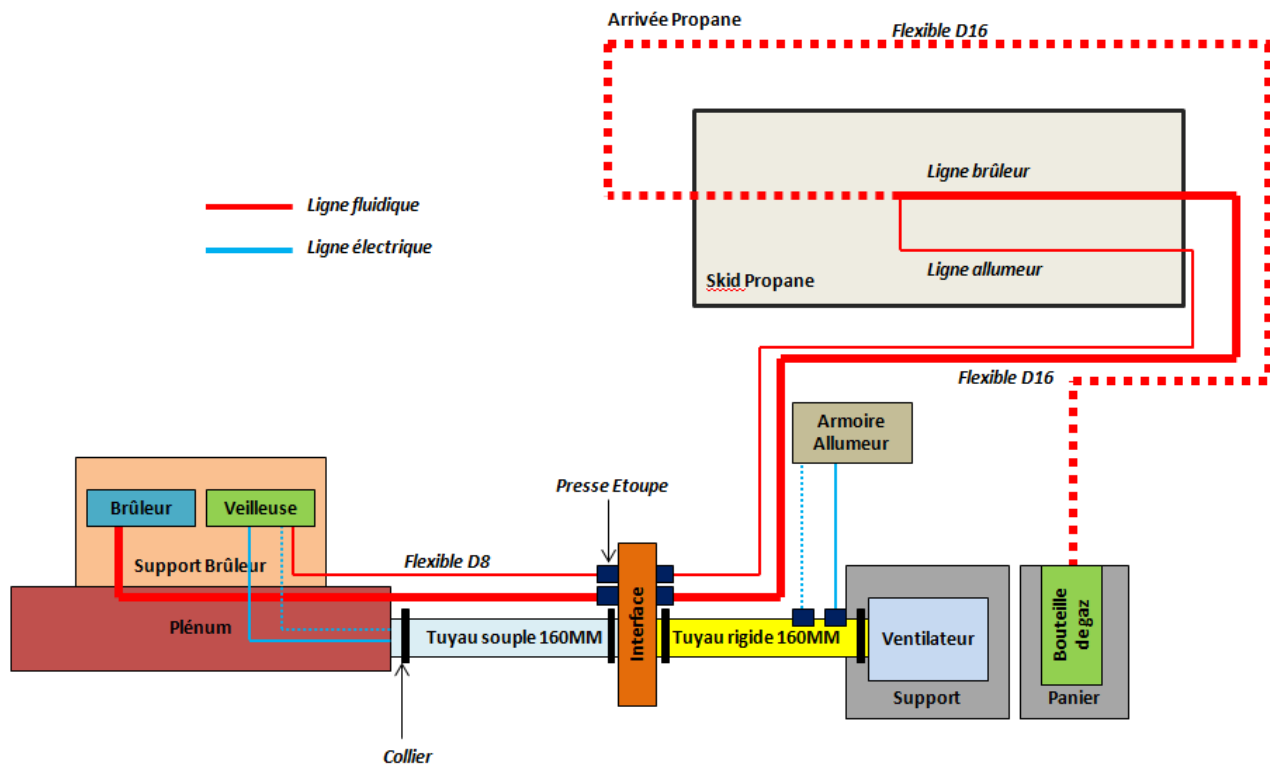 Arrivée Propane
Flexible D16
Ligne brûleur
Ligne fluidique
Ligne électrique
Ligne allumeur
Skid Propane
Flexible D16
Armoire
Allumeur
Presse Etoupe
Brûleur
Veilleuse
Support Brûleur
Flexible D8
Plénum
Tuyau souple 160MM
Interface
Tuyau rigide 160MM
Ventilateur
Support
Bouteille
de gaz
Panier
Collier